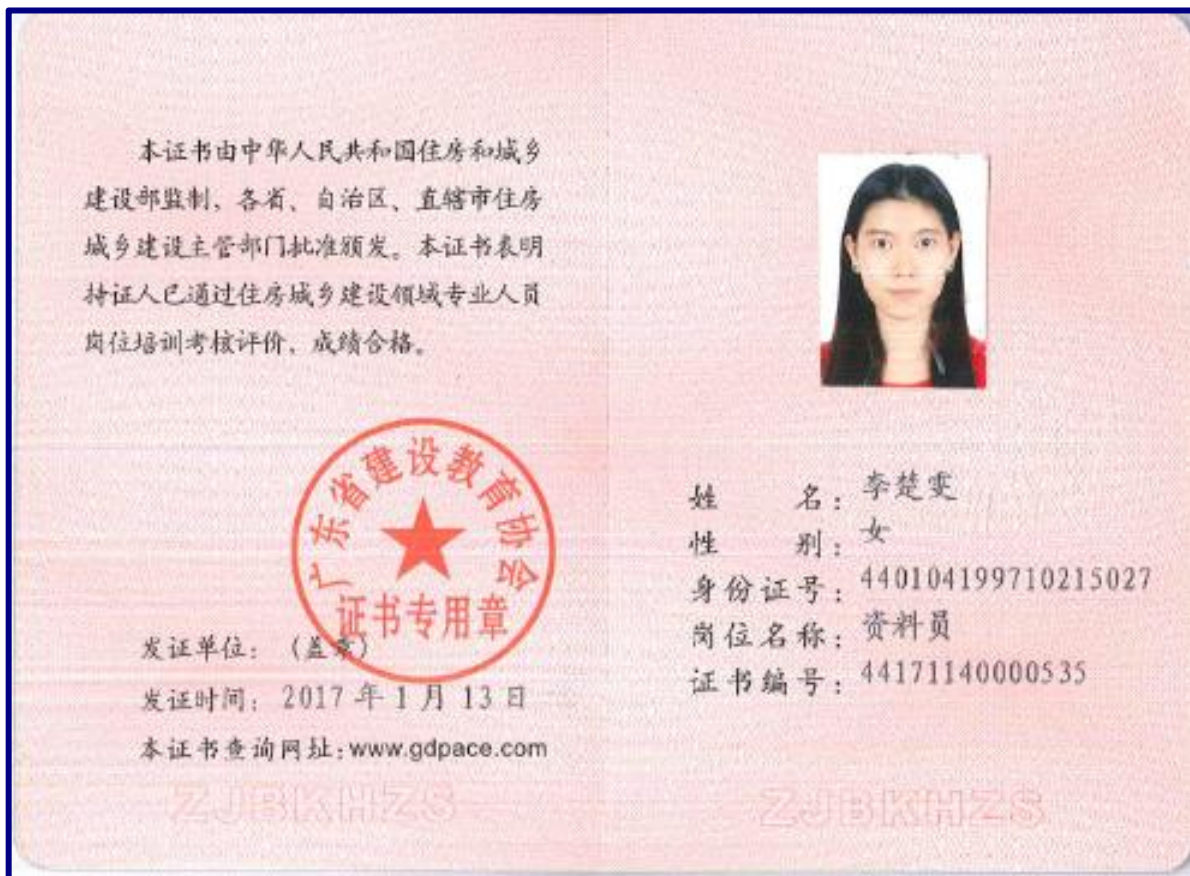 本证书由中华人民共和国住房和城乡
建设部监制，各省、自治区、直辖市住房
城乡建设主管部门批准颁发。本证书表明
持证人已通过住房城乡建设领域专业人员
岗位培训考核评价，成绩合格。
广东省建设教育协会
证书专用章
发证单位：（盖章）
发证时间：2017年1月13日
本证书查询网址：www.gdpace.com
ZJBKHZS
姓 名：李楚雯
性 别：女
身份证号：440104199710215027
岗位名称：资料员
证书编号：44171140000535
ZJBKHZS